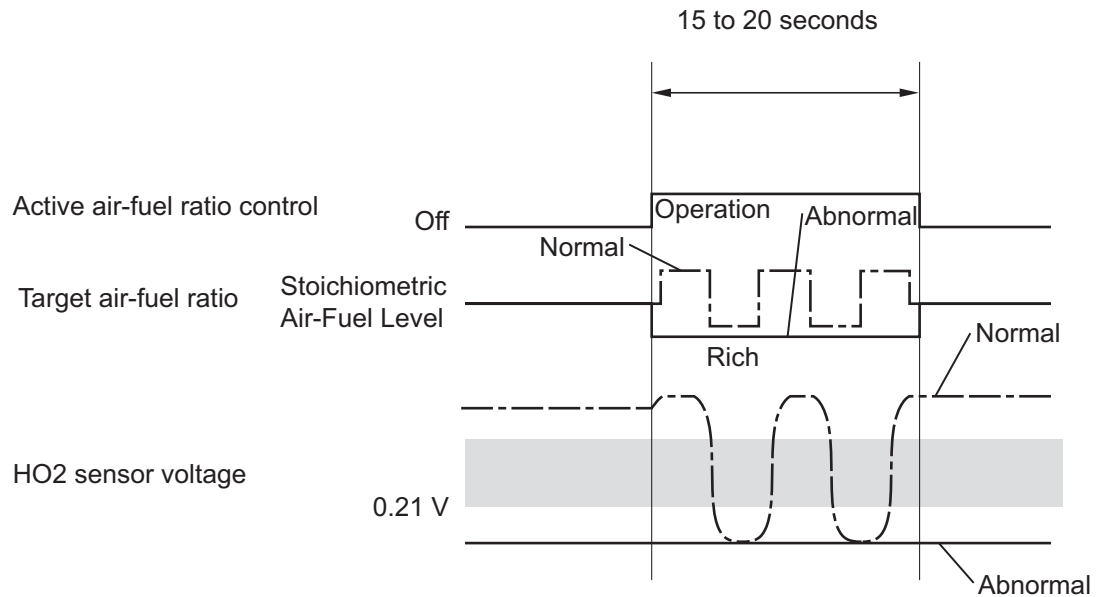 15 to 20 seconds
Active air-fuel ratio control
Off
Operation
Abnormal
Normal
Target air-fuel ratio
Stoichiometric
Air-Fuel Level
Rich
Normal
HO2 sensor voltage
0.21 V
Abnormal